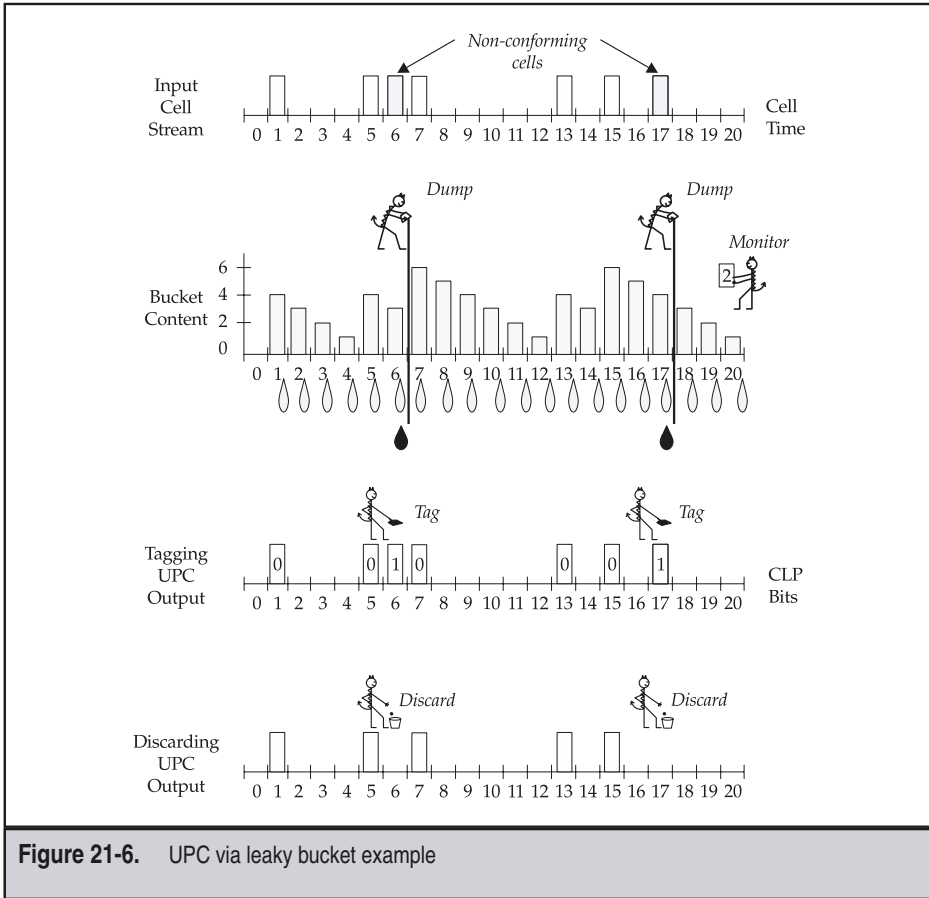 Non-conforming
cells
Input
Cell
Stream
Cell
Time
0 1 2 3 4 5 6 7 8 9 10 11 12 13 14 15 16 17 18 19 20
Dump
Dump
Monitor
2
Bucket
Content
6
4
2
0
0 1 2 3 4 5 6 7 8 9 10 11 12 13 14 15 16 17 18 19 20
Tag
Tag
Tagging
UPC
Output
0 0 1 0 0 0 1
CLP
Bits
0 1 2 3 4 5 6 7 8 9 10 11 12 13 14 15 16 17 18 19 20
Discard
Discard
Discarding
UPC
Output
0 1 2 3 4 5 6 7 8 9 10 11 12 13 14 15 16 17 18 19 20
Figure 21-6. UPC via leaky bucket example